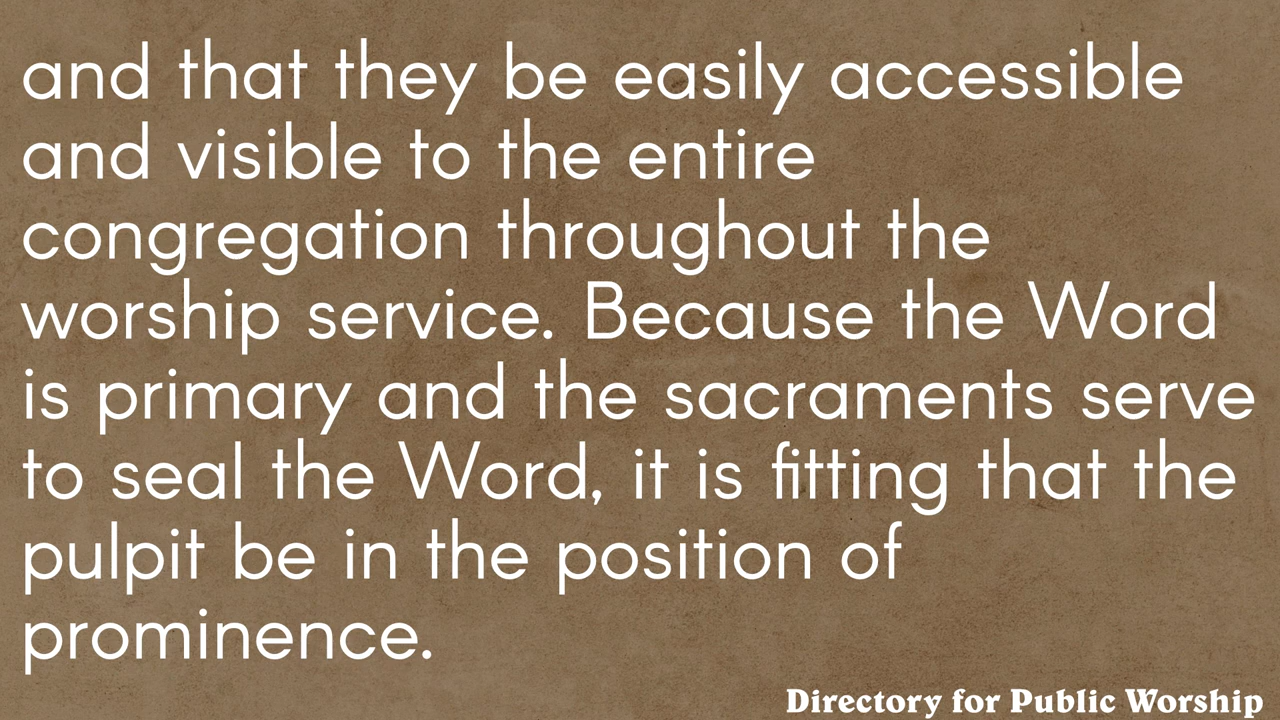 and that they be easily accessible
and visible to the entire
congregation throughout the
worship service. Because the Word
is primary and the sacraments serve
to seal the Word, it is fitting that the
pulpit be in the position of
prominence.
Directory for Public Worship